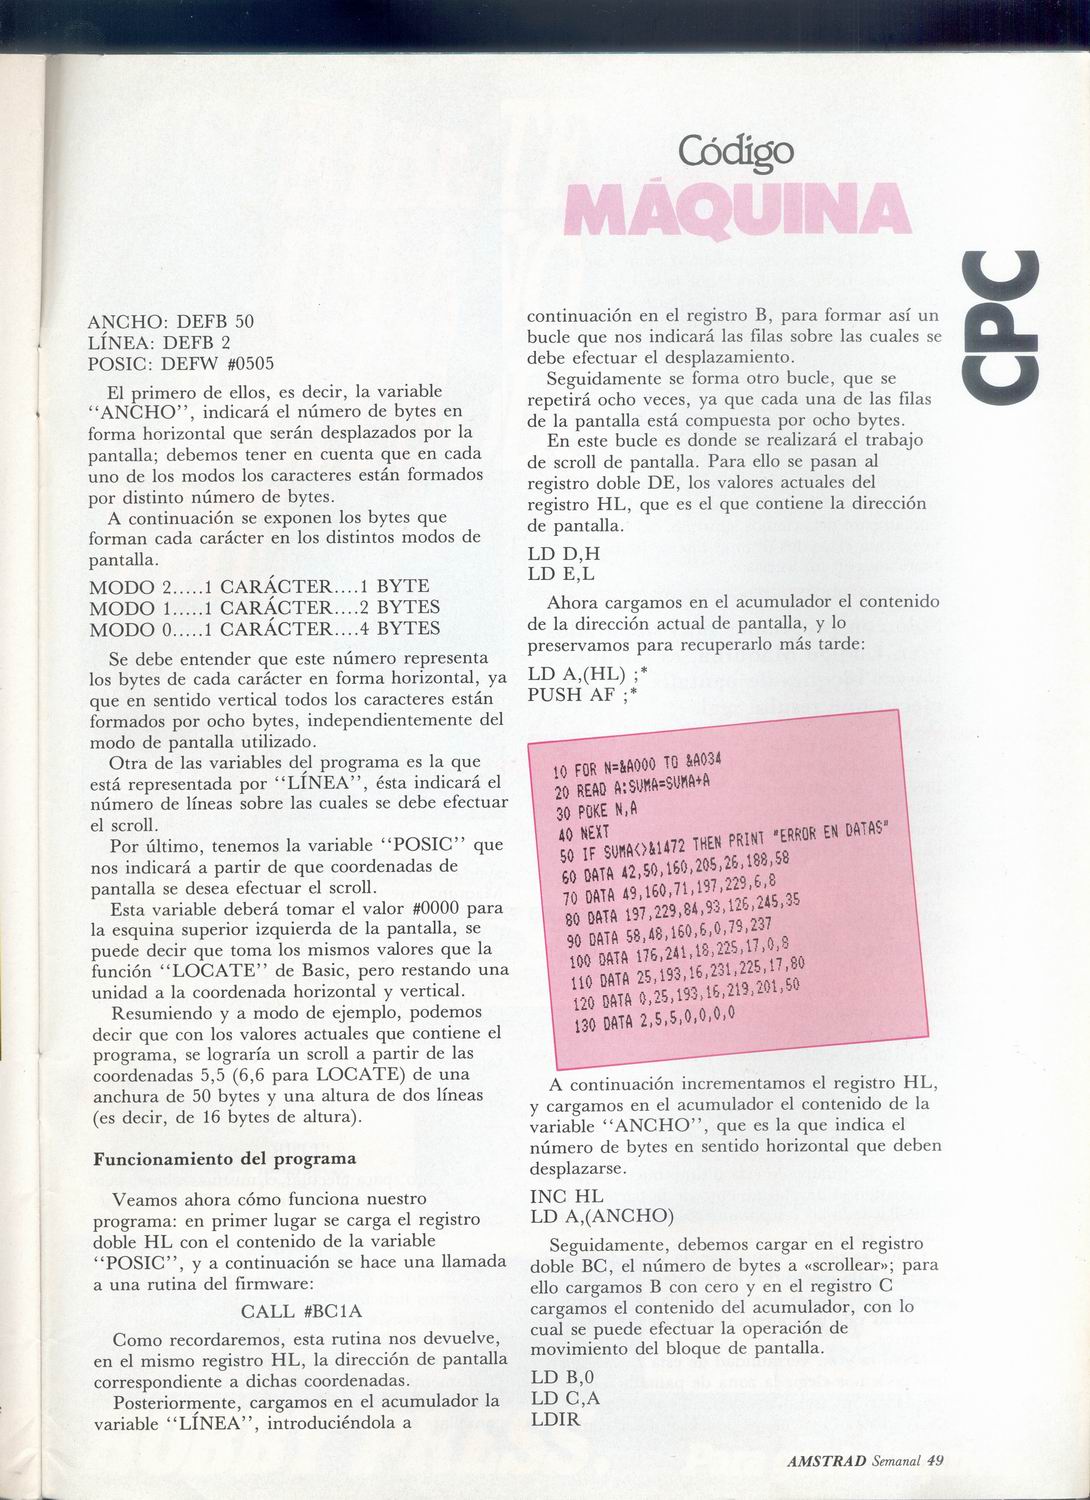 Código
MÁQUINA
CPC
ANCHO: DEFB 50
LÍNEA: DEFB 2
POSIC: DEFW #0505
El primero de ellos, es decir, la variable
“ANCHO”, indicará el número de bytes en
forma horizontal que serán desplazados por la
pantalla; debemos tener en cuenta que en cada
uno de los modos los caracteres están formados
por distinto número de bytes.
A continuación se exponen los bytes que
forman cada carácter en los distintos modos de
pantalla.
MODO 2.....1 CARÁCTER....1 BYTE
MODO 1.....1 CARÁCTER....2 BYTES
MODO 0.....1 CARÁCTER....4 BYTES
Se debe entender que este número representa
los bytes de cada carácter en forma horizontal, ya
que en sentido vertical todos los caracteres están
formados por ocho bytes, independientemente del
modo de pantalla utilizado.
Otra de las variables del programa es la que
está representada por “LÍNEA”, ésta indicará el
número de líneas sobre las cuales se debe efectuar
el scroll.
Por último, tenemos la variable “POSIC” que
nos indicará a partir de que coordenadas de
pantalla se desea efectuar el scroll.
Esta variable deberá tomar el valor #0000 para
la esquina superior izquierda de la pantalla, se
puede decir que toma los mismos valores que la
función “LOCATE” de Basic, pero restando una
unidad a la coordenada horizontal y vertical.
Resumiendo y a modo de ejemplo, podemos
decir que con los valores actuales que contiene el
programa, se lograría un scroll a partir de las
coordenadas 5,5 (6,6 para LOCATE) de una
anchura de 50 bytes y una altura de dos líneas
(es decir, de 16 bytes de altura).
Funcionamiento del programa
Veamos ahora cómo funciona nuestro
programa: en primer lugar se carga el registro
doble HL con el contenido de la variable
“POSIC”, y a continuación se hace una llamada
a una rutina del firmware:
CALL #BC1A
Como recordaremos, esta rutina nos devuelve,
en el mismo registro HL, la dirección de pantalla
correspondiente a dichas coordenadas.
Posteriormente, cargamos en el acumulador la
variable “LÍNEA”, introduciéndola a
continuación en el registro B, para formar así un
bucle que nos indicará las filas sobre las cuales se
debe efectuar el desplazamiento.
Seguidamente se forma otro bucle, que se
repetirá ocho veces, ya que cada una de las filas
de la pantalla está compuesta por ocho bytes.
En este bucle es donde se realizará el trabajo
de scroll de pantalla. Para ello se pasan al
registro doble DE, los valores actuales del
registro HL, que es el que contiene la dirección
de pantalla.
LD D,H
LD E,L
Ahora cargamos en el acumulador el contenido
de la dirección actual de pantalla, y lo
preservamos para recuperarlo más tarde:
LD A,(HL) ;*
PUSH AF ;*
10 FOR N=&A000 TO &A034
20 READ A:SUMA=SUMA+A
30 POKE N,A
40 NEXT
50 IF SUMA<>&1472 THEN PRINT "ERROR EN DATAS"
60 DATA 42,50,160,205,26,188,58
70 DATA 49,160,71,197,229,6,8
80 DATA 197,229,84,93,126,245,35
90 DATA 58,48,160,6,0,79,237
100 DATA 176,241,18,225,17,0,8
110 DATA 25,193,16,231,225,17,80
120 DATA 0,25,193,16,219,201,50
130 DATA 2,5,5,0,0,0,0
A continuación incrementamos el registro HL,
y cargamos en el acumulador el contenido de la
variable “ANCHO”, que es la que indica el
número de bytes en sentido horizontal que deben
desplazarse.
INC HL
LD A,(ANCHO)
Seguidamente, debemos cargar en el registro
doble BC, el número de bytes a «scrollear»; para
ello cargamos B con cero y en el registro C
cargamos el contenido del acumulador, con lo
cual se puede efectuar la operación de
movimiento del bloque de pantalla.
LD B,0
LD C,A
LDIR
AMSTRAD Semanal 49